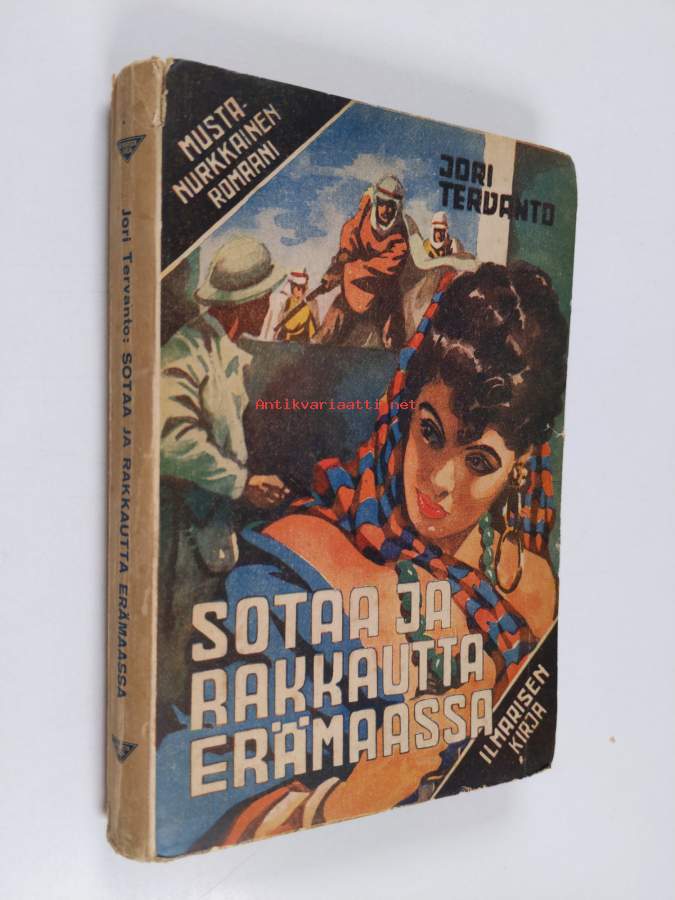 MUSTA-
NURKKAINEN
ROMAANI
JORI
TERVANTO
SOTAA JA
RAKKAUTTA
ERÄMAASSA
ILMARISEN
KIRJA
Jori Tervanto: SOTAA JA RAKKAUTTA ERÄMAASSA
Antikvariaatti.net